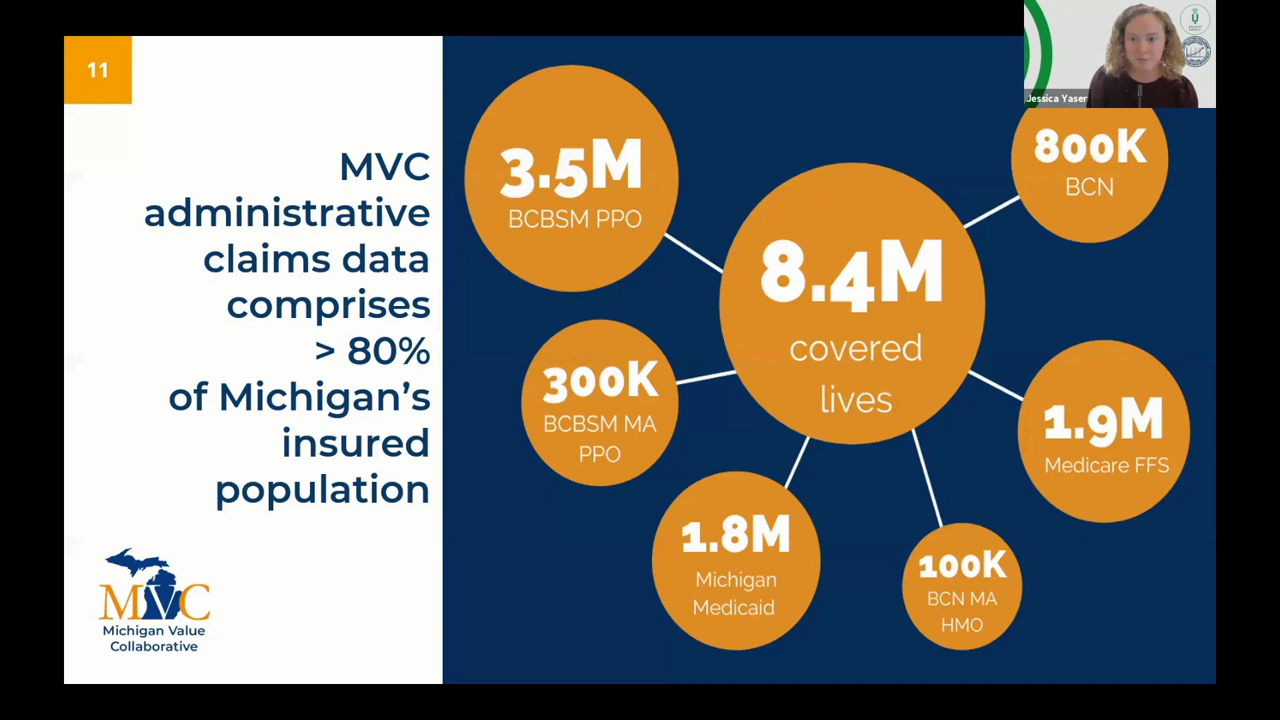 11
MVC
administrative
claims data
comprises
> 80%
of Michigan's
insured
population
MVC
Michigan Value
Collaborative
3.5M
BCBSM PPO
800K
BCN
8.4M
covered
lives
300K
BCBSM MA
PPO
1.9M
Medicare FFS
1.8M
Michigan
Medicaid
100K
BCN MA
HMO
Jessica Yaser